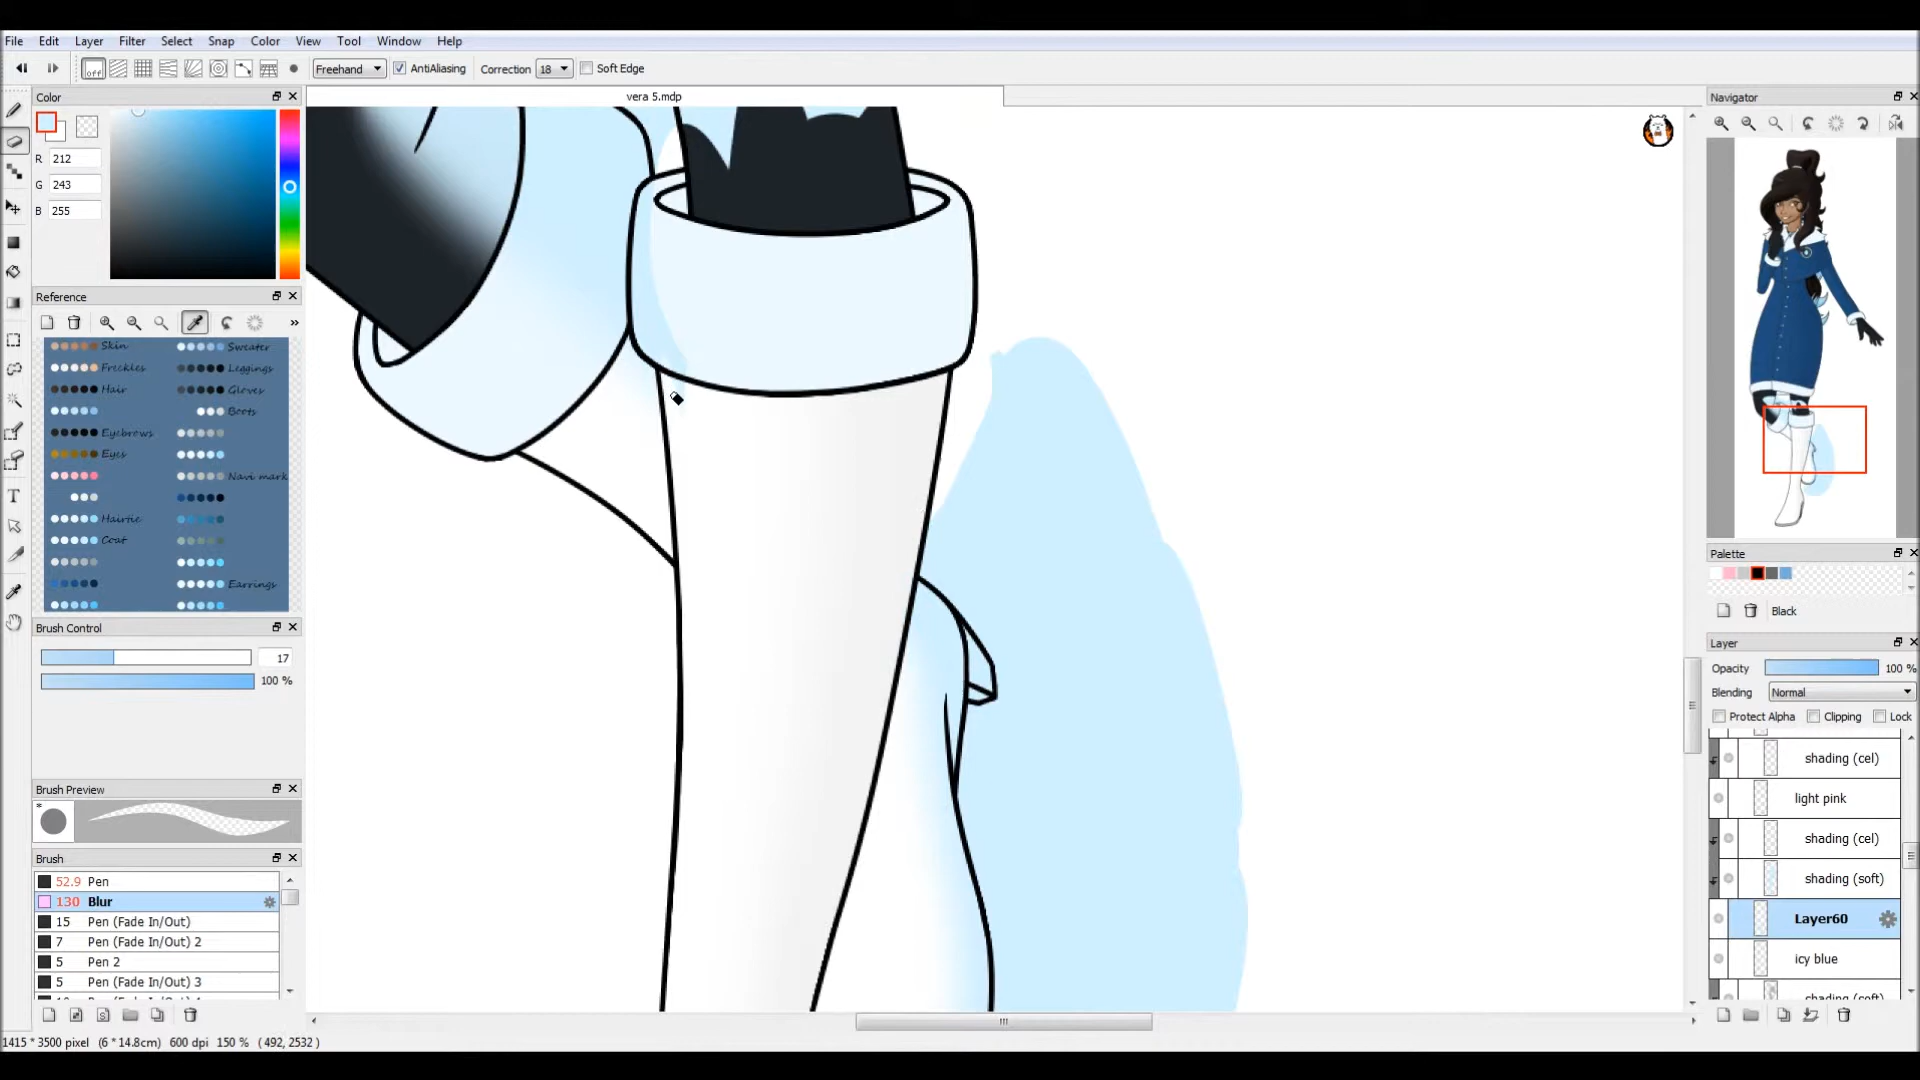 File Edit Layer Filter Select Snap Color View Tool Window Help
off Freehand AntiAliasing Correction 18 Soft Edge
Color
vera 5.mdp
Navigator
R 212
G 243
B 255
Reference
Skin Sweater
Freckles Leggings
Hair Gloves
Boots
Eyebrows
Eyes
Navi mark
Hairtie
Coat
Earrings
Brush Control
17
100 %
Brush Preview
*
Brush
52.9 Pen
130 Blur
15 Pen (Fade In/Out)
7 Pen (Fade In/Out) 2
5 Pen 2
5 Pen (Fade In/Out) 3
Palette
Black
Layer
Opacity 100 %
Blending Normal
Protect Alpha Clipping Lock
shading (cel)
light pink
shading (cel)
shading (soft)
Layer60
icy blue
shading (soft)
1415 * 3500 pixel (6 * 14.8cm) 600 dpi 150 % ( 492, 2532 )